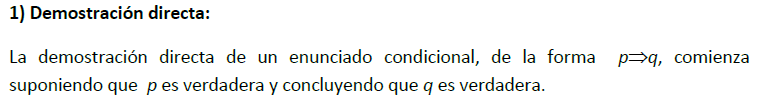 1) Demostración directa:
La demostración directa de un enunciado condicional, de la forma p⟹q, comienza
suponiendo que p es verdadera y concluyendo que q es verdadera.